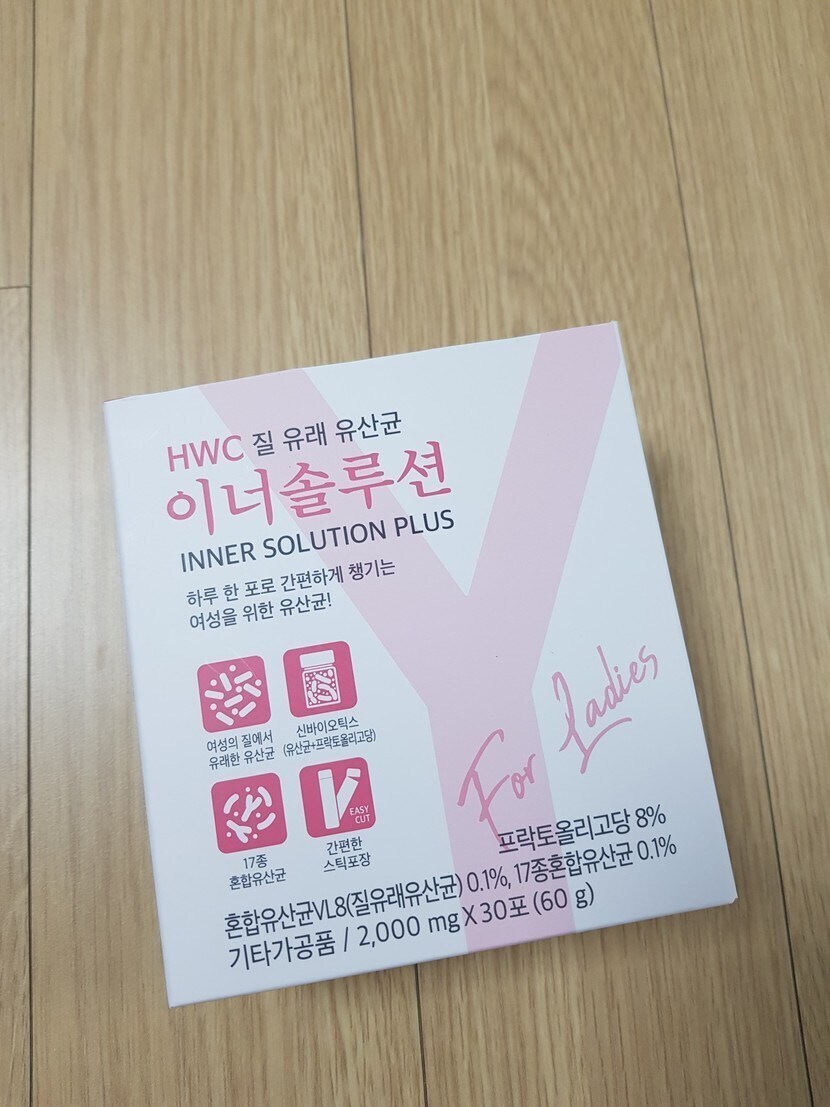 HWC 질 유래 유산균
이너솔루션
INNER SOLUTION PLUS
하루 한 포로 간편하게 챙기는
여성을 위한 유산균!
여성의 질에서
유래한 유산균
신바이오틱스
(유산균+프락토올리고당)
17종
혼합유산균
EASY
CUT
간편한
스틱포장
For Ladies
프락토올리고당 8%
혼합유산균VL8(질유래유산균) 0.1%, 17종혼합유산균 0.1%
기타가공품 / 2,000 mg X 30포 (60 g)